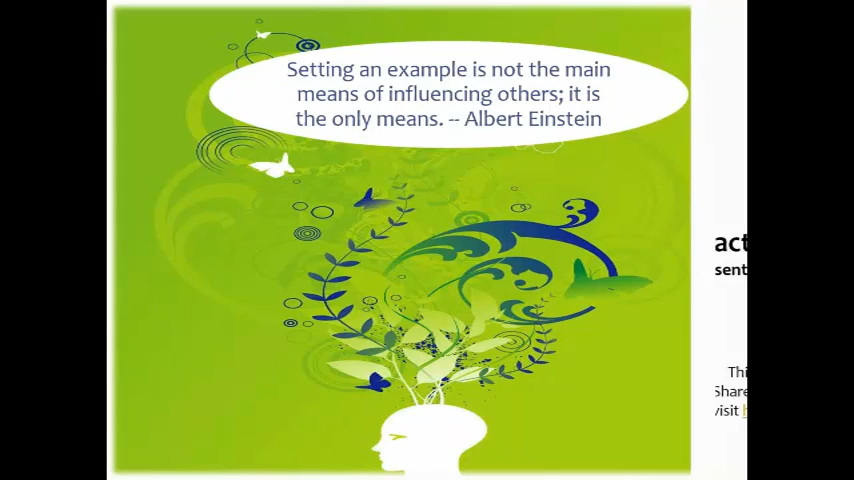 Setting an example is not the main
means of influencing others; it is
the only means. -- Albert Einstein
act
sent
Thi
Share
visit